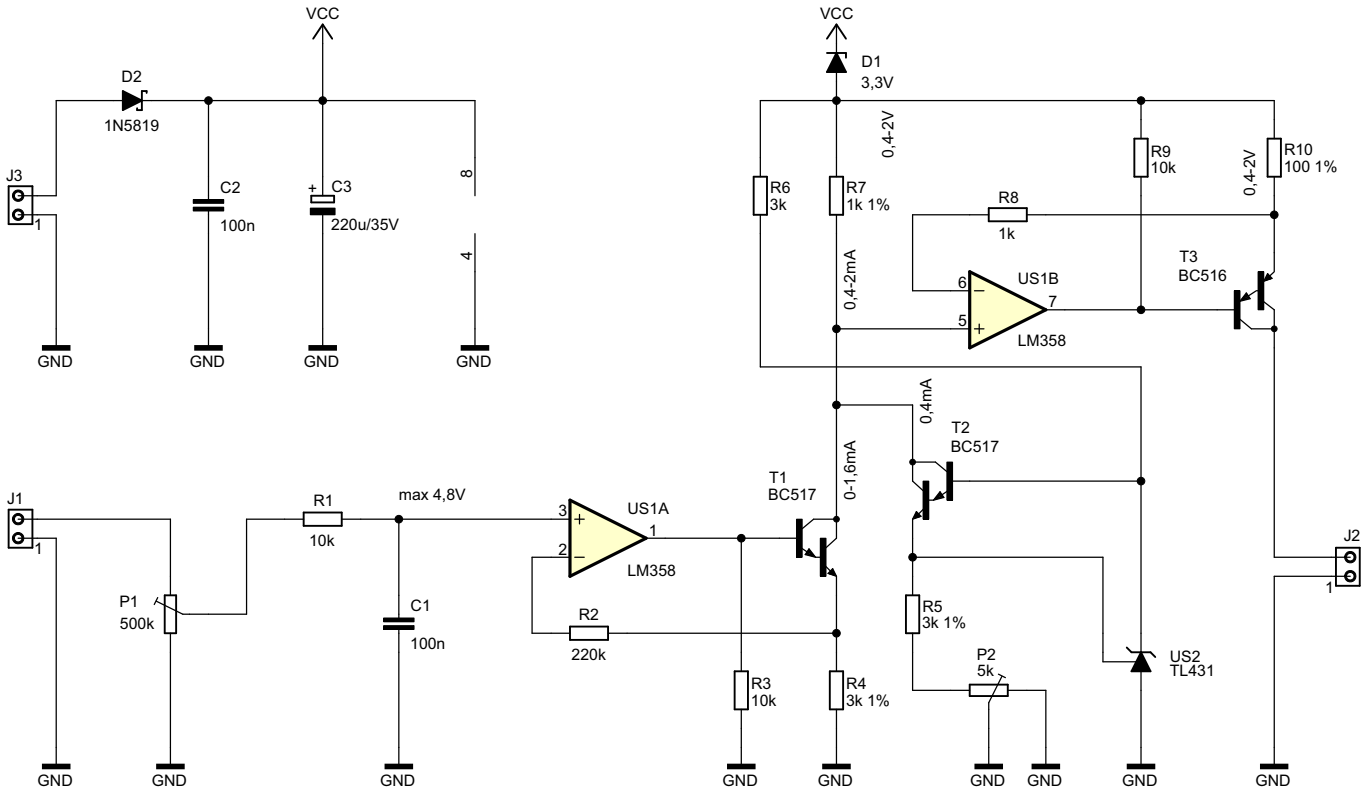 VCC
D2
1N5819
J3
1
C2
100n
+
C3
220u/35V
8
4
GND
GND
GND
GND
VCC
D1
3,3V
0,4-2V
R6
3k
R7
1k 1%
R8
1k
R9
10k
0,4-2V
R10
100 1%
0,4-2mA
6
−
5
+
US1B
7
LM358
T3
BC516
0,4mA
T2
BC517
0-1,6mA
T1
BC517
J1
1
P1
500k
R1
10k
max 4,8V
C1
100n
3
+
2
−
US1A
1
LM358
R2
220k
R3
10k
R4
3k 1%
R5
3k 1%
P2
5k
US2
TL431
J2
1
GND
GND
GND
GND
GND
GND
GND
GND
GND